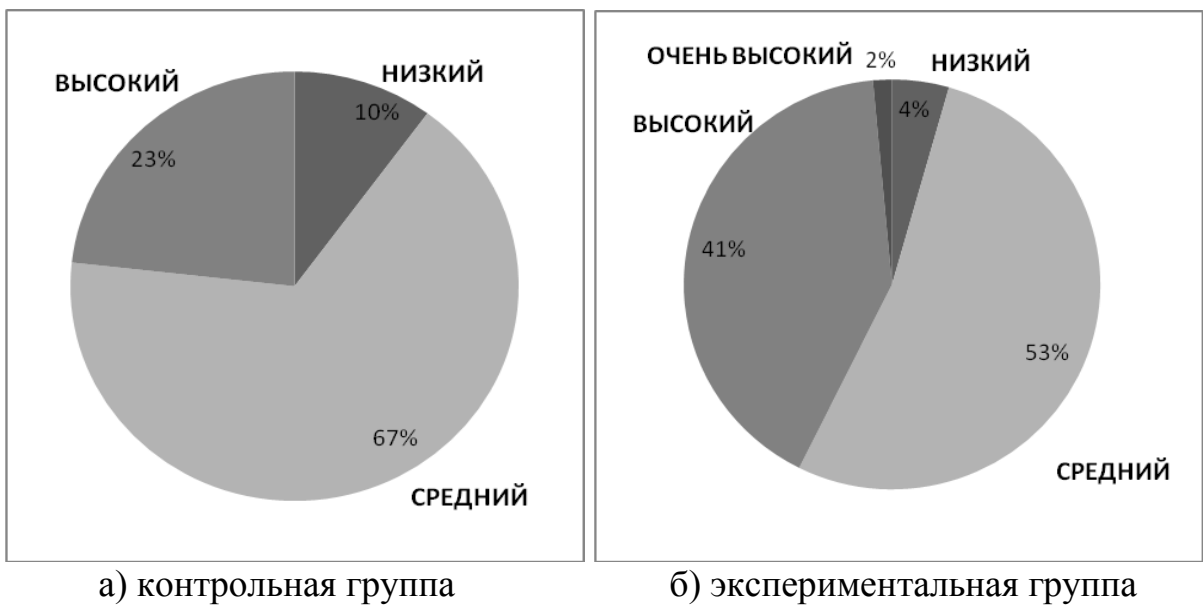 ВЫСОКИЙ
НИЗКИЙ
10%
23%
67%
СРЕДНИЙ
ОЧЕНЬ ВЫСОКИЙ
2%
НИЗКИЙ
4%
ВЫСОКИЙ
41%
53%
СРЕДНИЙ
а) контрольная группа
б) экспериментальная группа